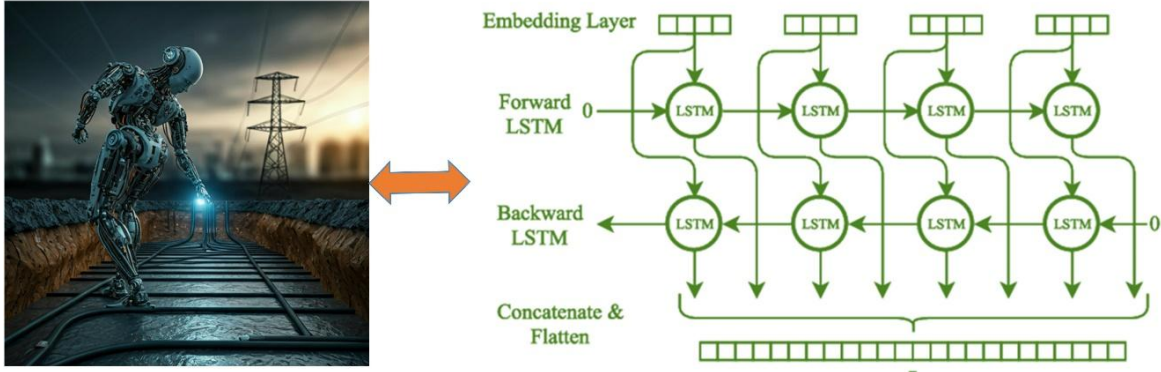 Embedding Layer
Forward
LSTM
0
LSTM
LSTM
LSTM
LSTM
Backward
LSTM
LSTM
LSTM
LSTM
LSTM
0
Concatenate &
Flatten